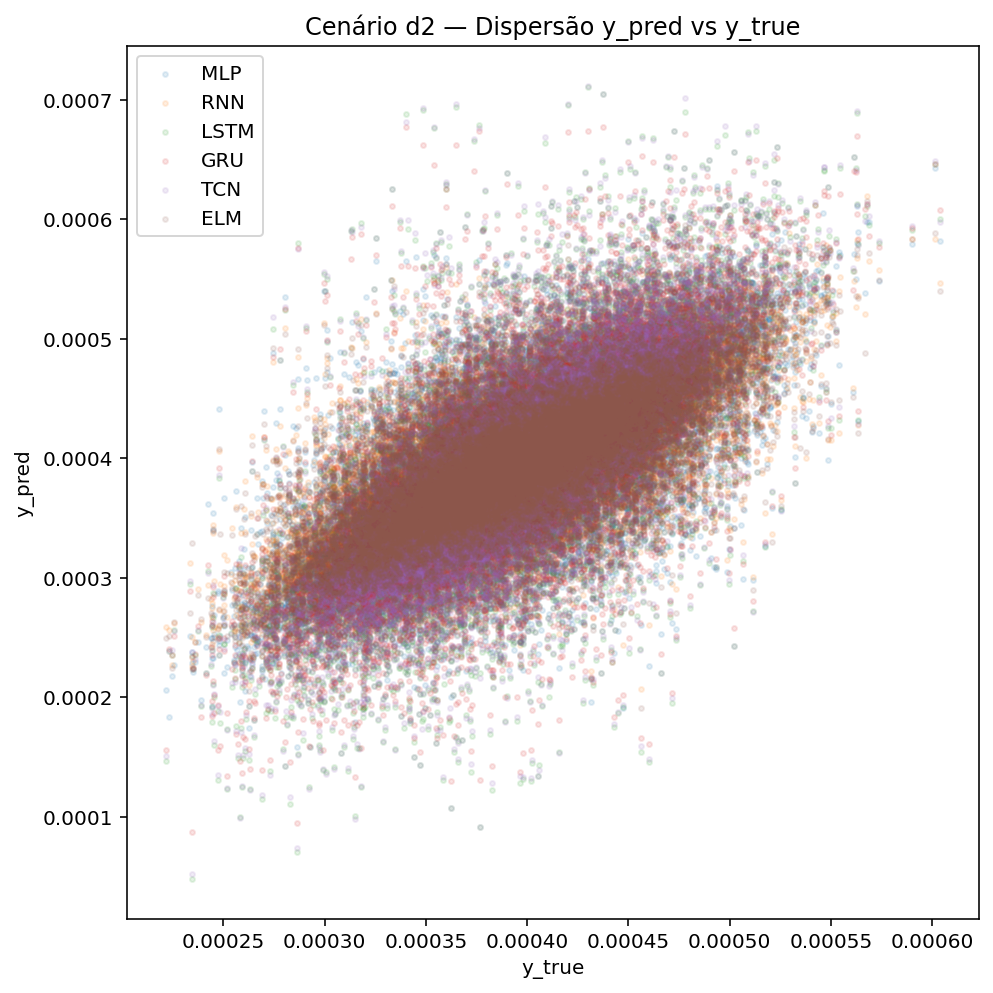 Cenário d2 — Dispersão y_pred vs y_true
MLP
RNN
LSTM
GRU
TCN
ELM
0.0007
0.0006
0.0005
0.0004
0.0003
0.0002
0.0001
y_pred
0.00025 0.00030 0.00035 0.00040 0.00045 0.00050 0.00055 0.00060
y_true